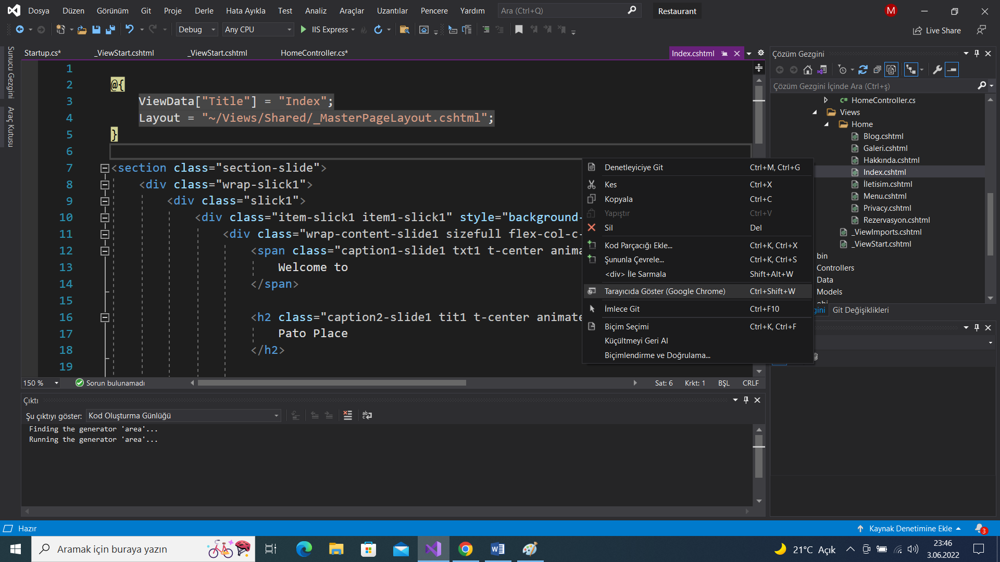 Dosya Düzen Görünüm Git Proje Derle Hata Ayıkla Test Analiz Araçlar Uzantılar Pencere Yardım Ara (Ctrl+Q) Restaurant M
Debug Any CPU IIS Express Live Share
Sunucu Gezgini
Araç Kutusu
Startup.cs* _ViewStart.cshtml _ViewStart.cshtml HomeController.cs* Index.cshtml
1
2 @{
3 ViewData["Title"] = "Index";
4 Layout = "~/Views/Shared/_MasterPageLayout.cshtml";
5 }
6
7 <section class="section-slide">
8 <div class="wrap-slick1">
9 <div class="slick1">
10 <div class="item-slick1 item1-slick1" style="background-
11 <div class="wrap-content-slide1 sizefull flex-col-c-
12 <span class="caption1-slide1 txt1 t-center anima
13 Welcome to
14 </span>
15
16 <h2 class="caption2-slide1 tit1 t-center animate
17 Pato Place
18 </h2>
19
Denetleyiciye Git Ctrl+M, Ctrl+G
Kes Ctrl+X
Kopyala Ctrl+C
Yapıştır Ctrl+V
Sil Del
Kod Parçacığı Ekle... Ctrl+K, Ctrl+X
Şununla Çevrele... Ctrl+K, Ctrl+S
<div> İle Sarmala Shift+Alt+W
Tarayıcıda Göster (Google Chrome) Ctrl+Shift+W
İmlece Git Ctrl+F10
Biçim Seçimi Ctrl+K, Ctrl+F
Küçültmeyi Geri Al
Biçimlendirme ve Doğrulama...
150 % Sorun bulunamadı Sat: 6 Krkt: 1 BŞL CRLF
Çözüm Gezgini
Çözüm Gezgini İçinde Ara (Ctrl+ş)
C# HomeController.cs
Views
Home
Blog.cshtml
Galeri.cshtml
Hakkında.cshtml
Index.cshtml
İletisim.cshtml
Menu.cshtml
Privacy.cshtml
Rezervasyon.cshtml
_ViewImports.cshtml
_ViewStart.cshtml
bin
Controllers
Data
Models
obj
gini Git Değişiklikleri
Çıktı
Şu çıktıyı göster: Kod Oluşturma Günlüğü
Finding the generator 'area'...
Running the generator 'area'...
Hazır Kaynak Denetimine Ekle 3
Aramak için buraya yazın 21°C Açık 23:46
3.06.2022